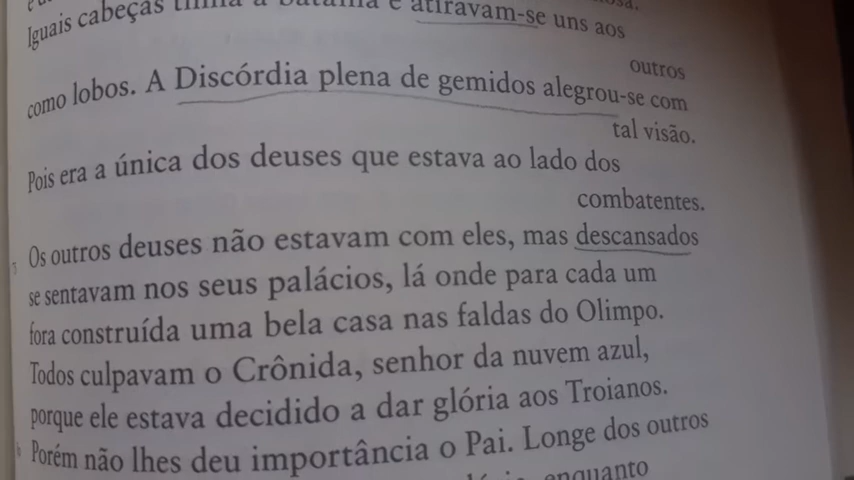 Iguais cabeças tinha a batalha e atiravam-se uns aos
outros
como lobos. A Discórdia plena de gemidos alegrou-se com
tal visão.
Pois era a única dos deuses que estava ao lado dos
combatentes.
Os outros deuses não estavam com eles, mas descansados
se sentavam nos seus palácios, lá onde para cada um
fora construída uma bela casa nas faldas do Olimpo.
Todos culpavam o Crônida, senhor da nuvem azul,
porque ele estava decidido a dar glória aos Troianos.
Porém não lhes deu importância o Pai. Longe dos outros
enquanto